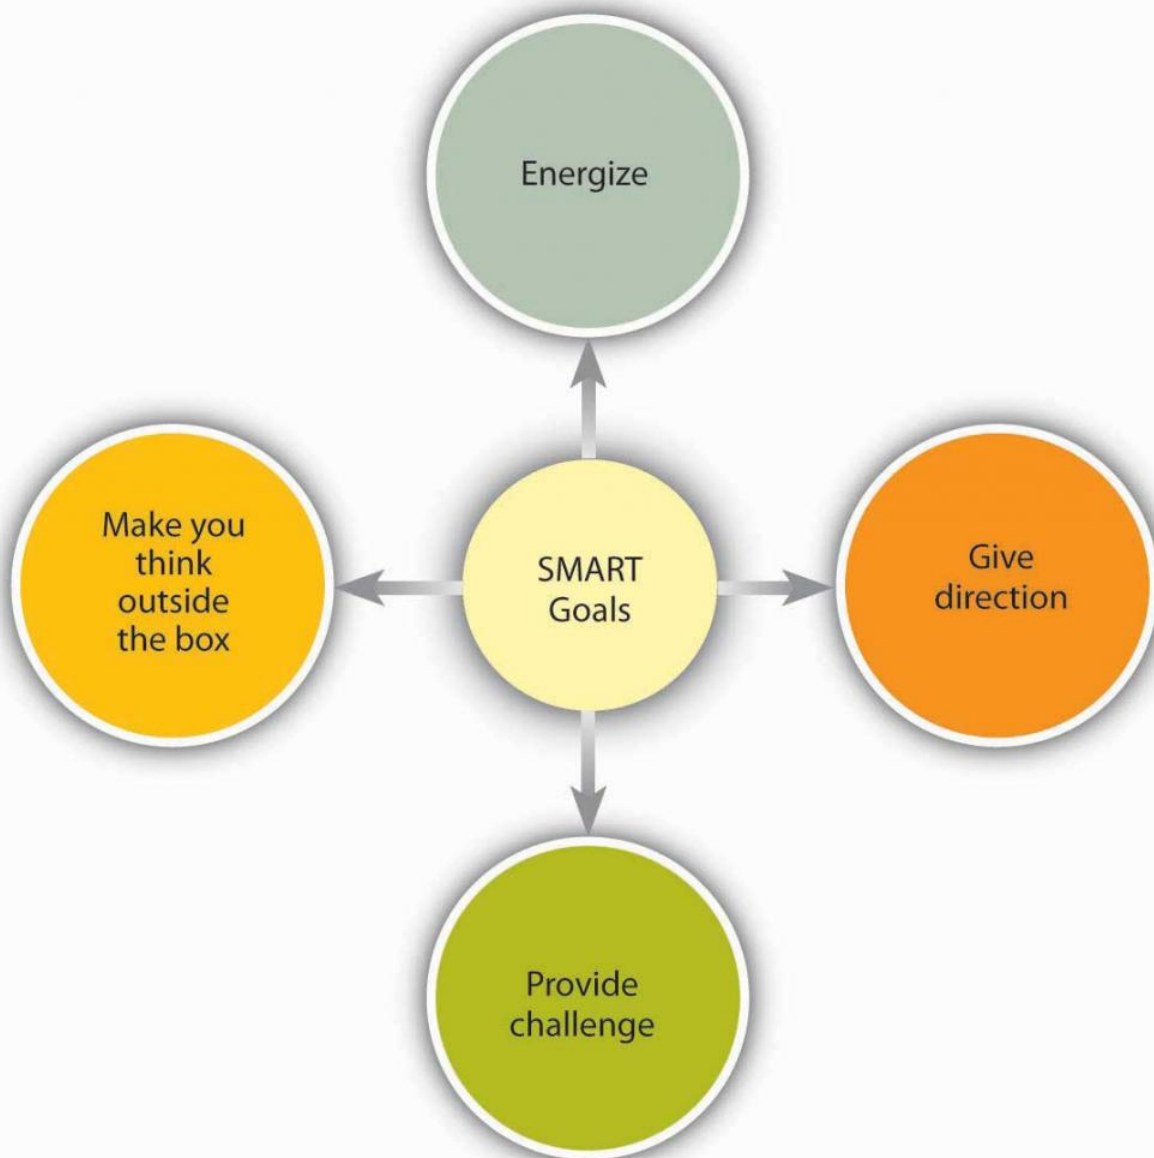 Energize
Make you
think
outside
the box
SMART
Goals
Give
direction
Provide
challenge